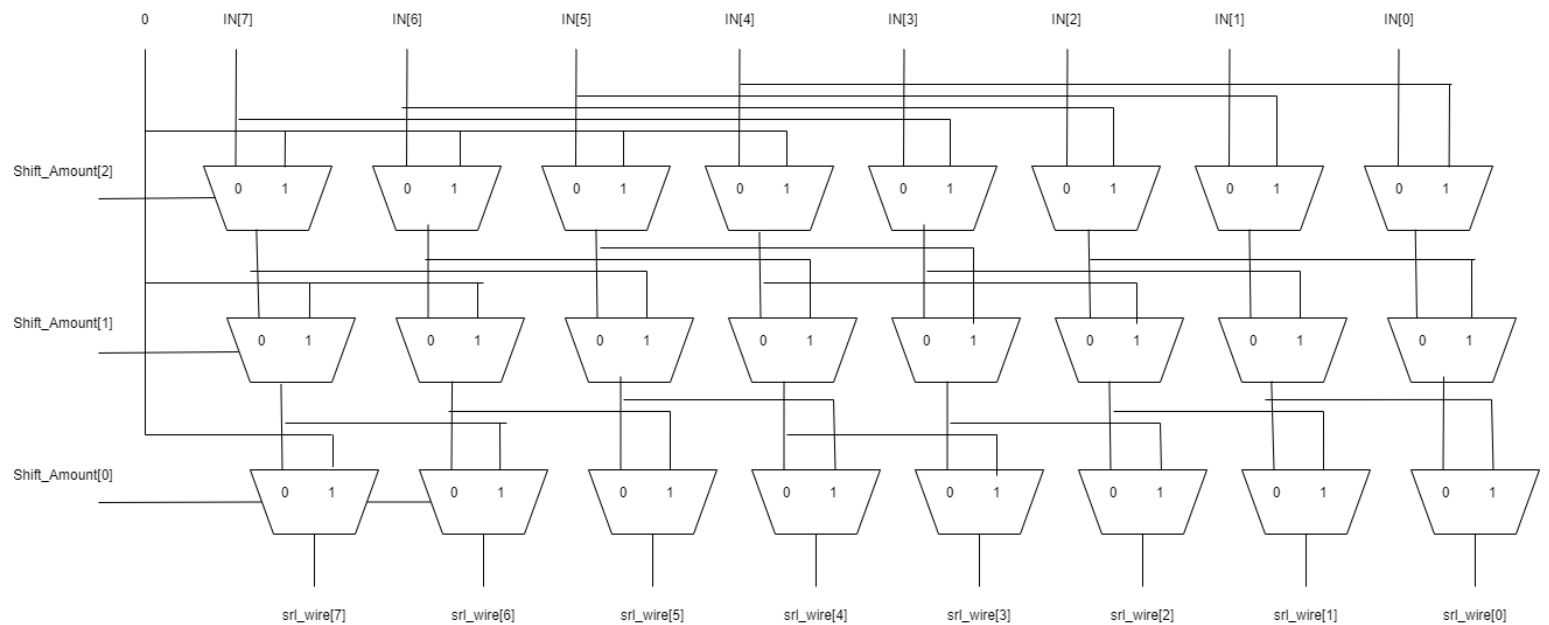 0 IN[7] IN[6] IN[5] IN[4] IN[3] IN[2] IN[1] IN[0]
Shift_Amount[2]
0 1 0 1 0 1 0 1 0 1 0 1 0 1 0 1
Shift_Amount[1]
0 1 0 1 0 1 0 1 0 1 0 1 0 1 0 1
Shift_Amount[0]
0 1 0 1 0 1 0 1 0 1 0 1 0 1 0 1
srl_wire[7] srl_wire[6] srl_wire[5] srl_wire[4] srl_wire[3] srl_wire[2] srl_wire[1] srl_wire[0]